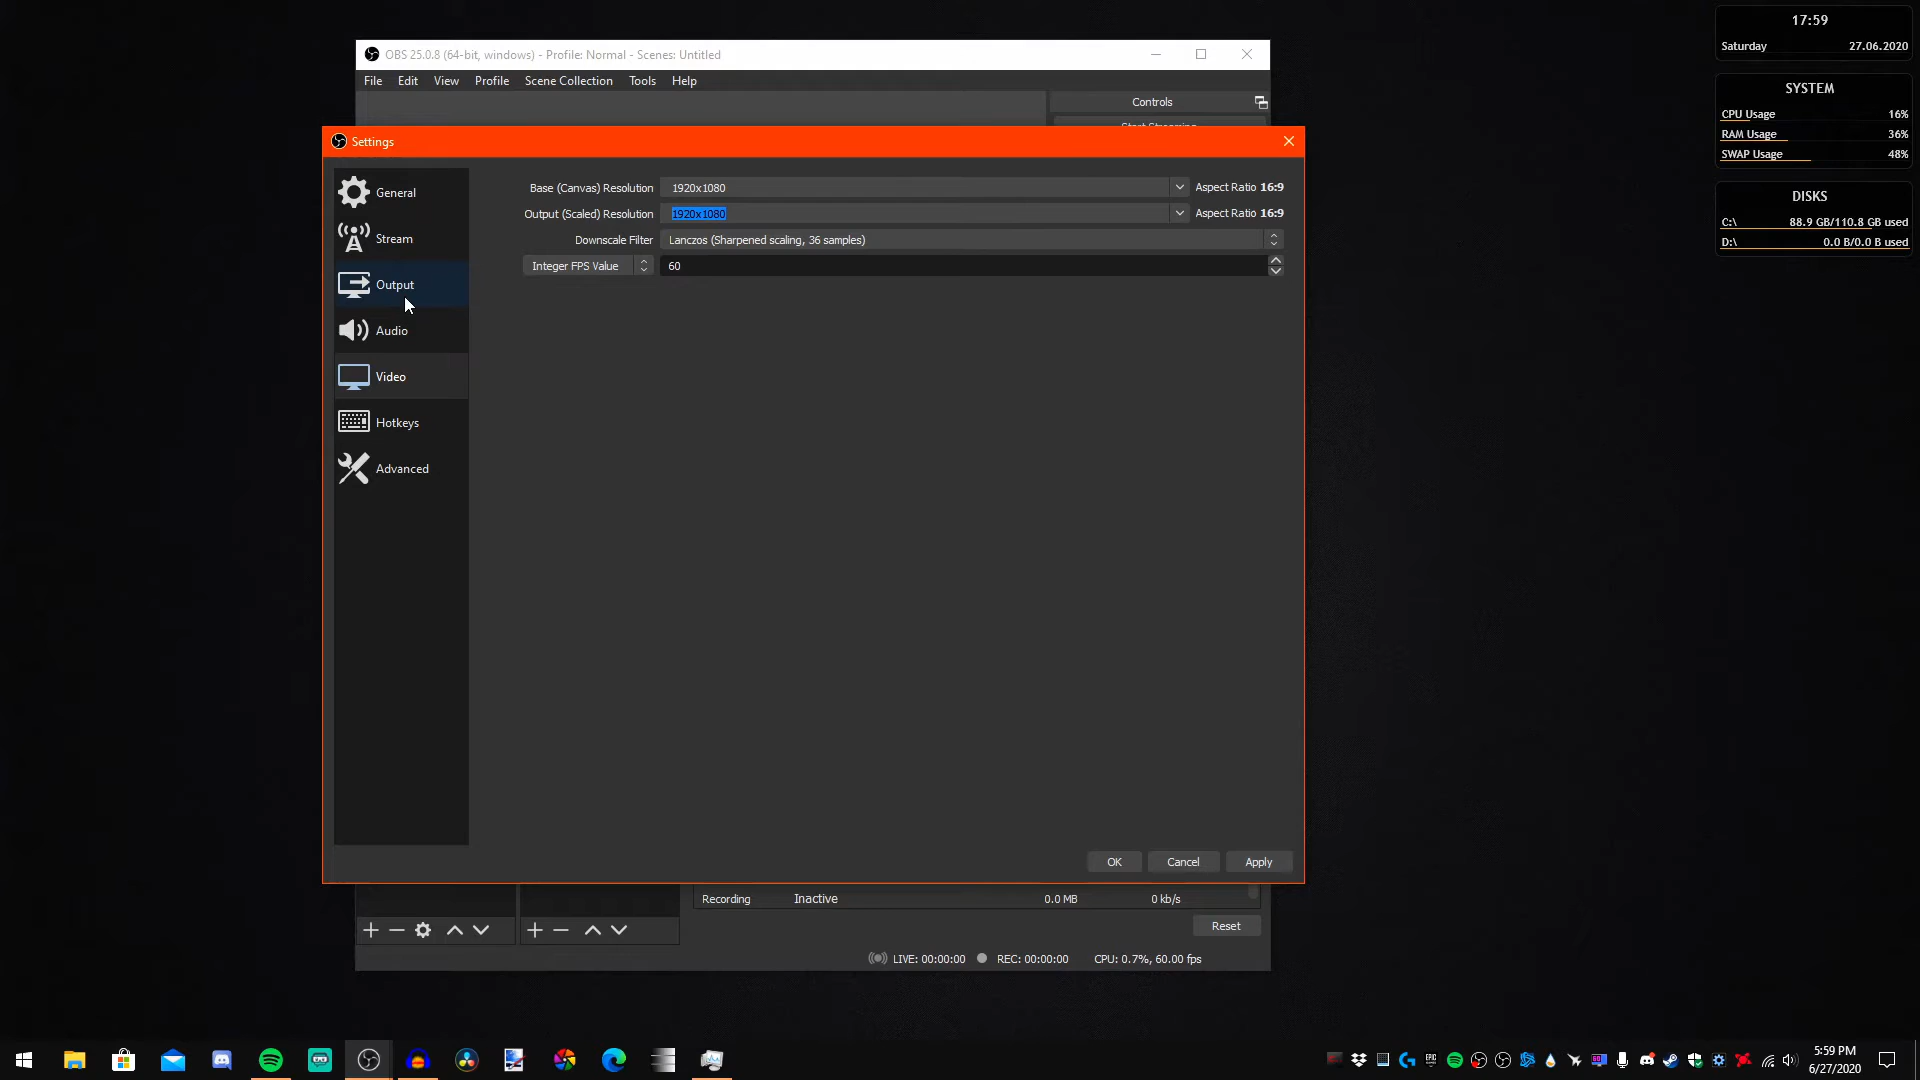 17:59
Saturday 27.06.2020
SYSTEM
CPU Usage 16%
RAM Usage 36%
SWAP Usage 48%
DISKS
C:\ 88.9 GB/110.8 GB used
D:\ 0.0 B/0.0 B used
OBS 25.0.8 (64-bit, windows) - Profile: Normal - Scenes: Untitled
File Edit View Profile Scene Collection Tools Help
Controls
Start Streaming
Settings
General
Stream
Output
Audio
Video
Hotkeys
Advanced
Base (Canvas) Resolution 1920x1080 Aspect Ratio 16:9
Output (Scaled) Resolution 1920x1080 Aspect Ratio 16:9
Downscale Filter Lanczos (Sharpened scaling, 36 samples)
Integer FPS Value 60
OK Cancel Apply
Recording Inactive 0.0 MB 0 kb/s
Reset
LIVE: 00:00:00 REC: 00:00:00 CPU: 0.7%, 60.00 fps
5:59 PM
6/27/2020